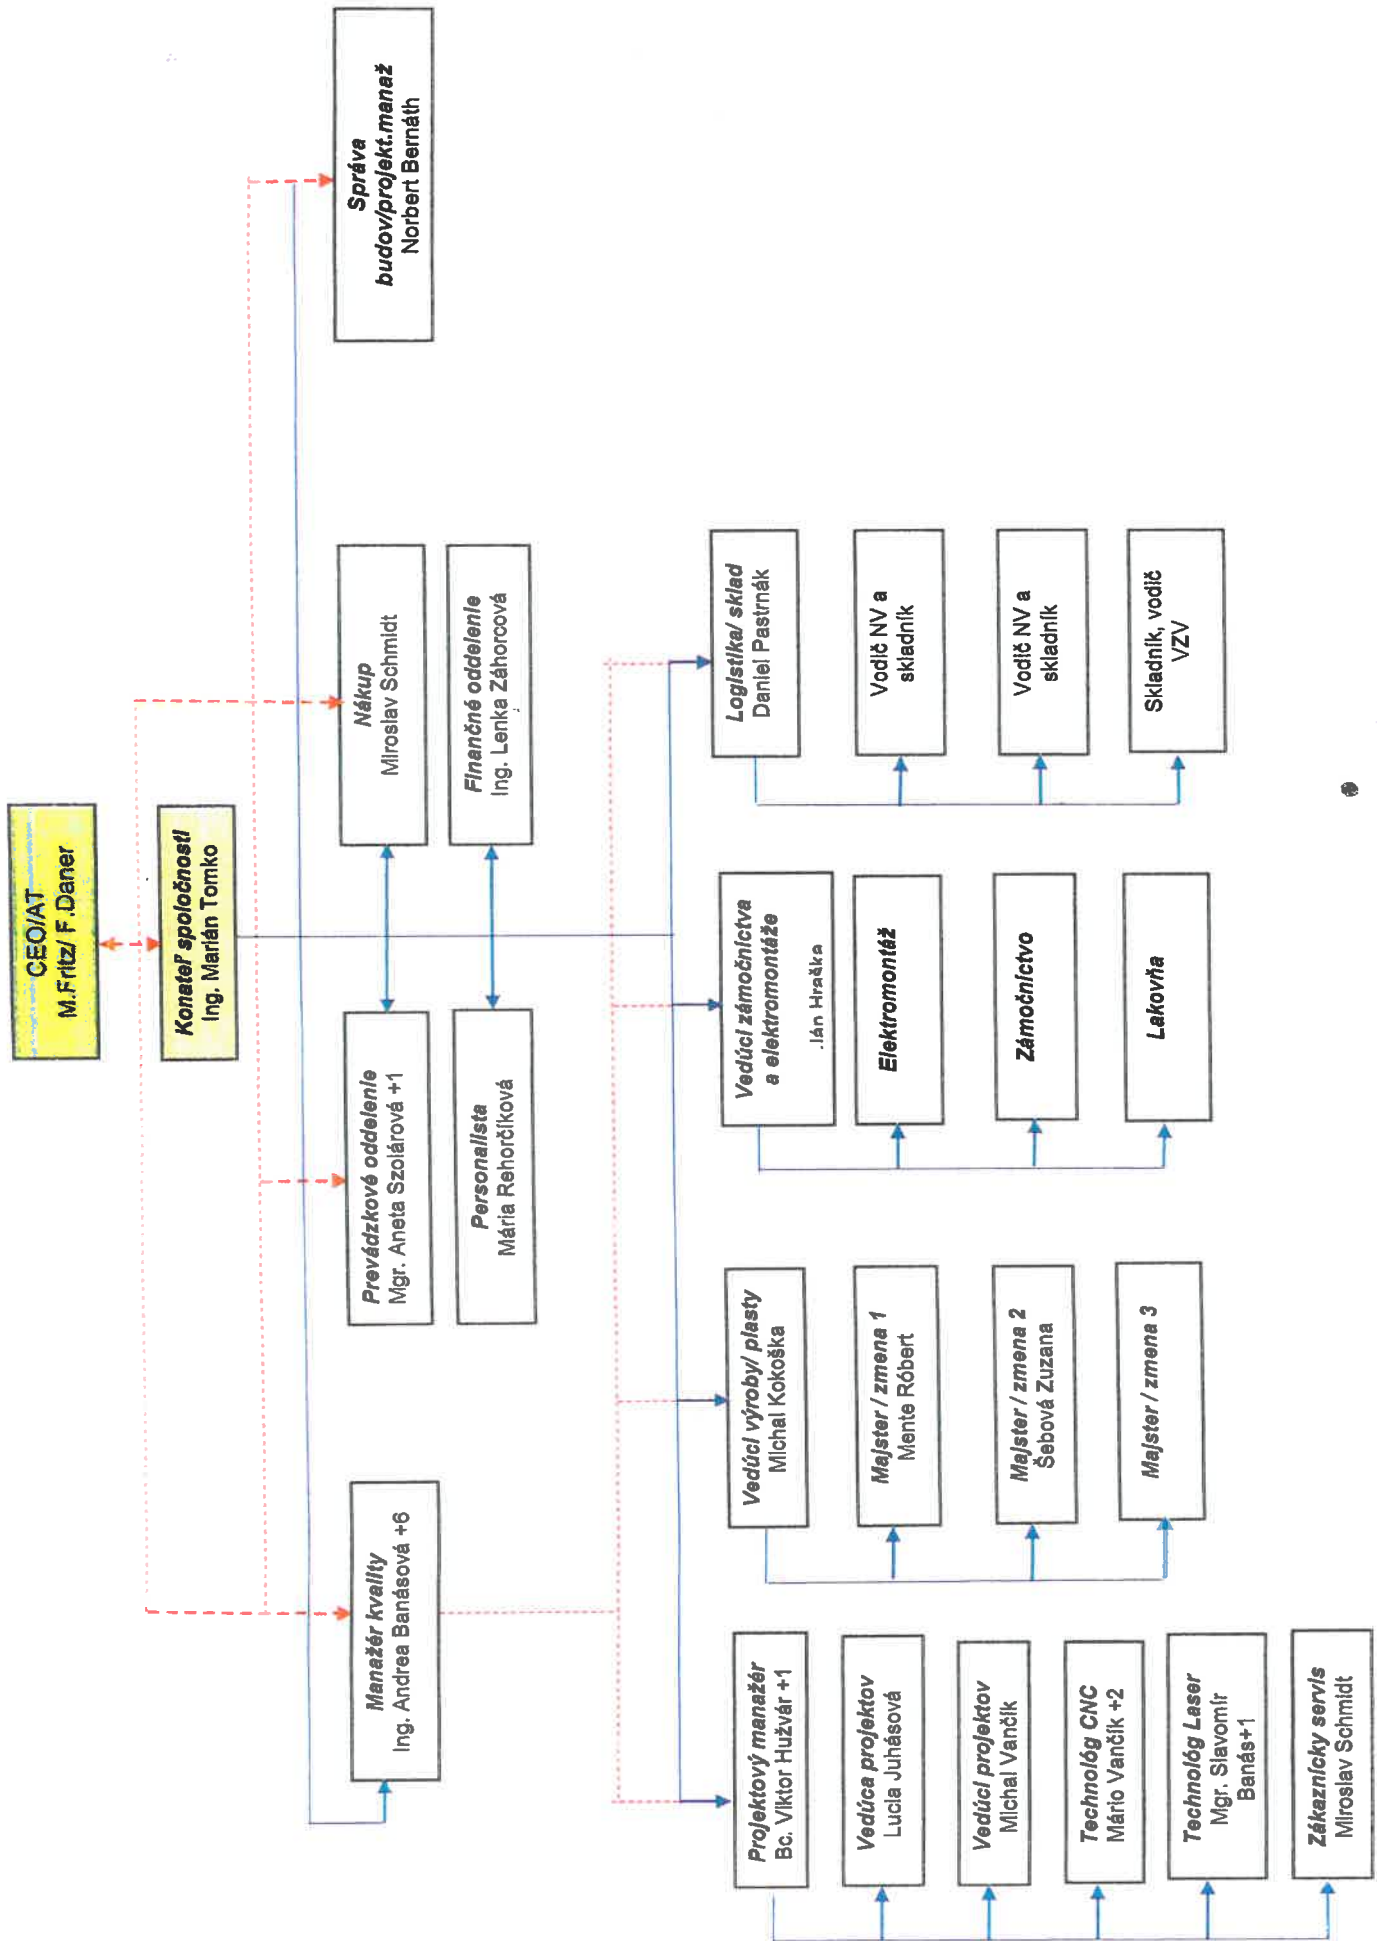 CEO/AT
M.Fritz/ F.Daner
Konateľ spoločnosti
Ing. Marián Tomko
Manažér kvality
Ing. Andrea Banásová +6
Prevádzkové oddelenie
Mgr. Aneta Szolárová +1
Nákup
Miroslav Schmidt
Správa
budov/projekt.manaž
Norbert Bernáth
Personalista
Mária Rehorčíková
Finančné oddelenie
Ing. Lenka Záhorcová
Projektový manažér
Bc. Viktor Hužvár +1
Vedúca projektov
Lucia Juhásová
Vedúci projektov
Michal Vančík
Technológ CNC
Mário Vančík +2
Technológ Laser
Mgr. Slavomír
Banás+1
Zákaznícky servis
Miroslav Schmidt
Vedúci výroby/ plasty
Michal Kokoška
Majster / zmena 1
Mente Róbert
Majster / zmena 2
Šebová Zuzana
Majster / zmena 3
Vedúci zámočníctva
a elektromontáže
Ján Hraška
Elektromontáž
Zámočníctvo
Lakovňa
Logistika/ sklad
Daniel Pastrnák
Vodič NV a
skladník
Vodič NV a
skladník
Skladník, vodič
VZV